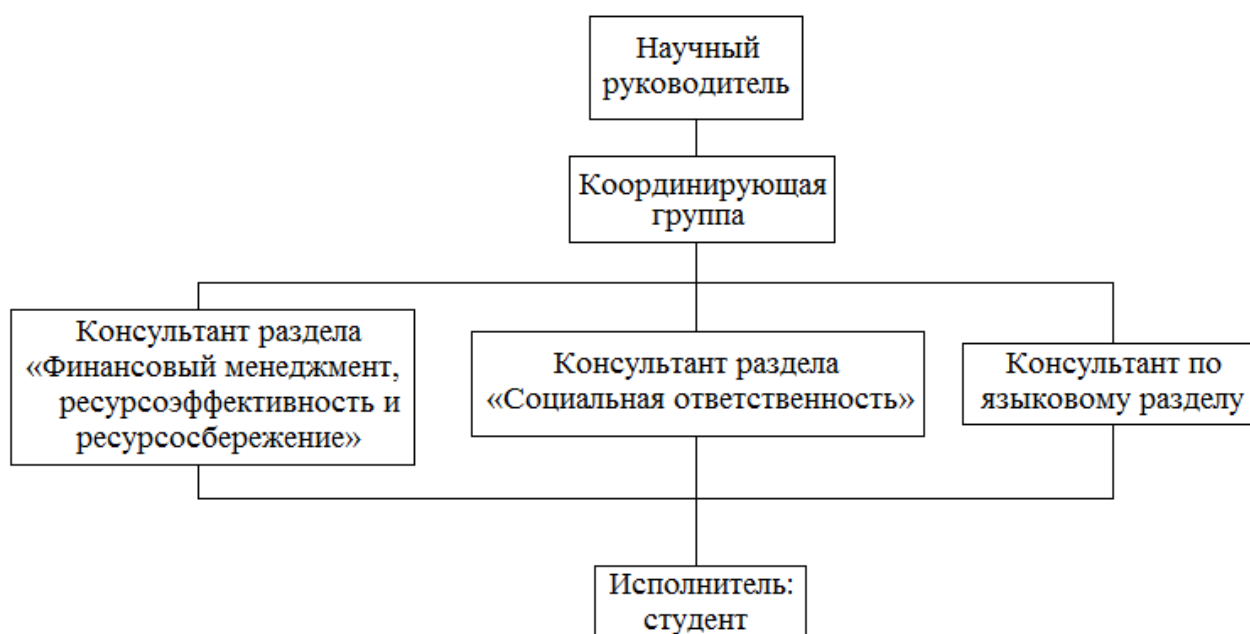 Научный
руководитель
Координирующая
группа
Консультант раздела
«Финансовый менеджмент,
ресурсоэффективность и
ресурсосбережение»
Консультант раздела
«Социальная ответственность»
Консультант по
языковому разделу
Исполнитель:
студент